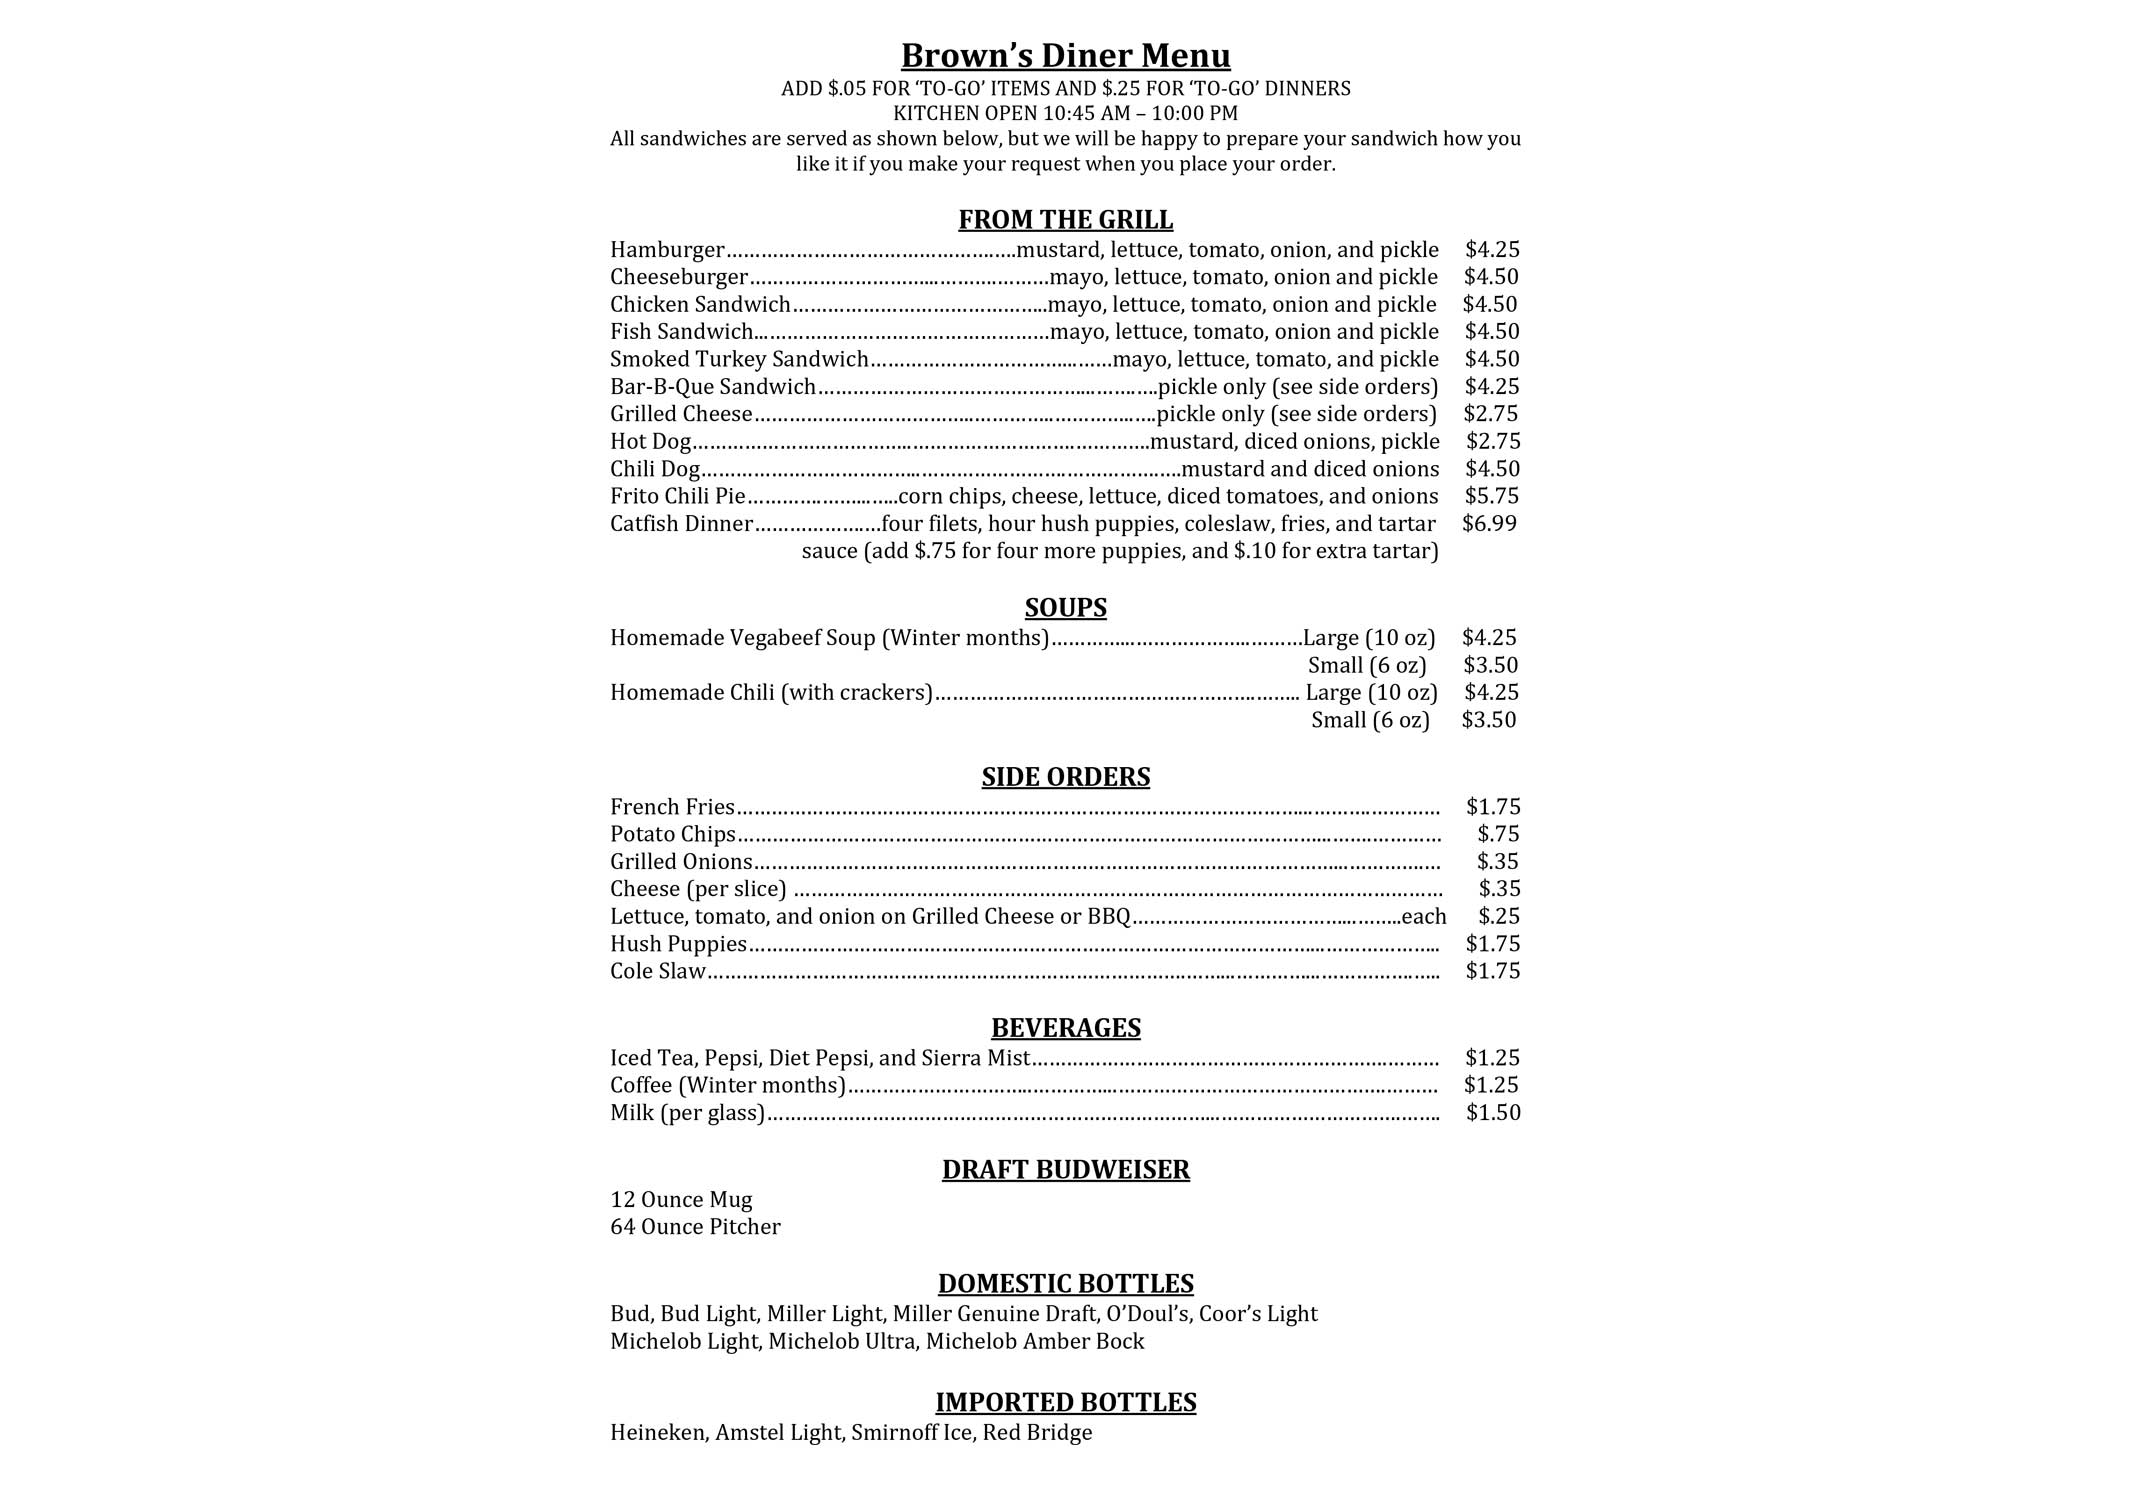 Brown’s Diner Menu
ADD $.05 FOR ‘TO-GO’ ITEMS AND $.25 FOR ‘TO-GO’ DINNERS
KITCHEN OPEN 10:45 AM – 10:00 PM
All sandwiches are served as shown below, but we will be happy to prepare your sandwich how you
like it if you make your request when you place your order.
FROM THE GRILL
Hamburger……………………………………….….mustard, lettuce, tomato, onion, and pickle $4.25
Cheeseburger…………………………...……….………mayo, lettuce, tomato, onion and pickle $4.50
Chicken Sandwich……………………………………...mayo, lettuce, tomato, onion and pickle $4.50
Fish Sandwich...…………………………………………….mayo, lettuce, tomato, onion and pickle $4.50
Smoked Turkey Sandwich……………………………...……mayo, lettuce, tomato, and pickle $4.50
Bar-B-Que Sandwich………………………………………...…….….pickle only (see side orders) $4.25
Grilled Cheese……………………………….…………..…………..….pickle only (see side orders) $2.75
Hot Dog………………………………..……………………….………….mustard, diced onions, pickle $2.75
Chili Dog………………………………..…………………….………….….mustard and diced onions $4.50
Frito Chili Pie………….……...…..corn chips, cheese, lettuce, diced tomatoes, and onions $5.75
Catfish Dinner……………….…four filets, hour hush puppies, coleslaw, fries, and tartar $6.99
sauce (add $.75 for four more puppies, and $.10 for extra tartar)
SOUPS
Homemade Vegabeef Soup (Winter months)…………...………………..………Large (10 oz) $4.25
Small (6 oz) $3.50
Homemade Chili (with crackers)……………………………………………….…….. Large (10 oz) $4.25
Small (6 oz) $3.50
SIDE ORDERS
French Fries……………………………………………………………………………………...……….………… $1.75
Potato Chips……………………………………………………………………………………..…….………… $.75
Grilled Onions…………………………………………………………………………………...………….…. $.35
Cheese (per slice) ………………………………………………………………………………………………… $.35
Lettuce, tomato, and onion on Grilled Cheese or BBQ……………………………...……..each $.25
Hush Puppies……………………………………………………………………………………...……………….. $1.75
Cole Slaw……………………………………………………………………….……...…………...…………….….. $1.75
BEVERAGES
Iced Tea, Pepsi, Diet Pepsi, and Sierra Mist…………………………………………………….……… $1.25
Coffee (Winter months)…………………………..…………...……………………………………….……… $1.25
Milk (per glass)…………………………………………………………………...………………………….……. $1.50
DRAFT BUDWEISER
12 Ounce Mug
64 Ounce Pitcher
DOMESTIC BOTTLES
Bud, Bud Light, Miller Light, Miller Genuine Draft, O’Doul’s, Coor’s Light
Michelob Light, Michelob Ultra, Michelob Amber Bock
IMPORTED BOTTLES
Heineken, Amstel Light, Smirnoff Ice, Red Bridge